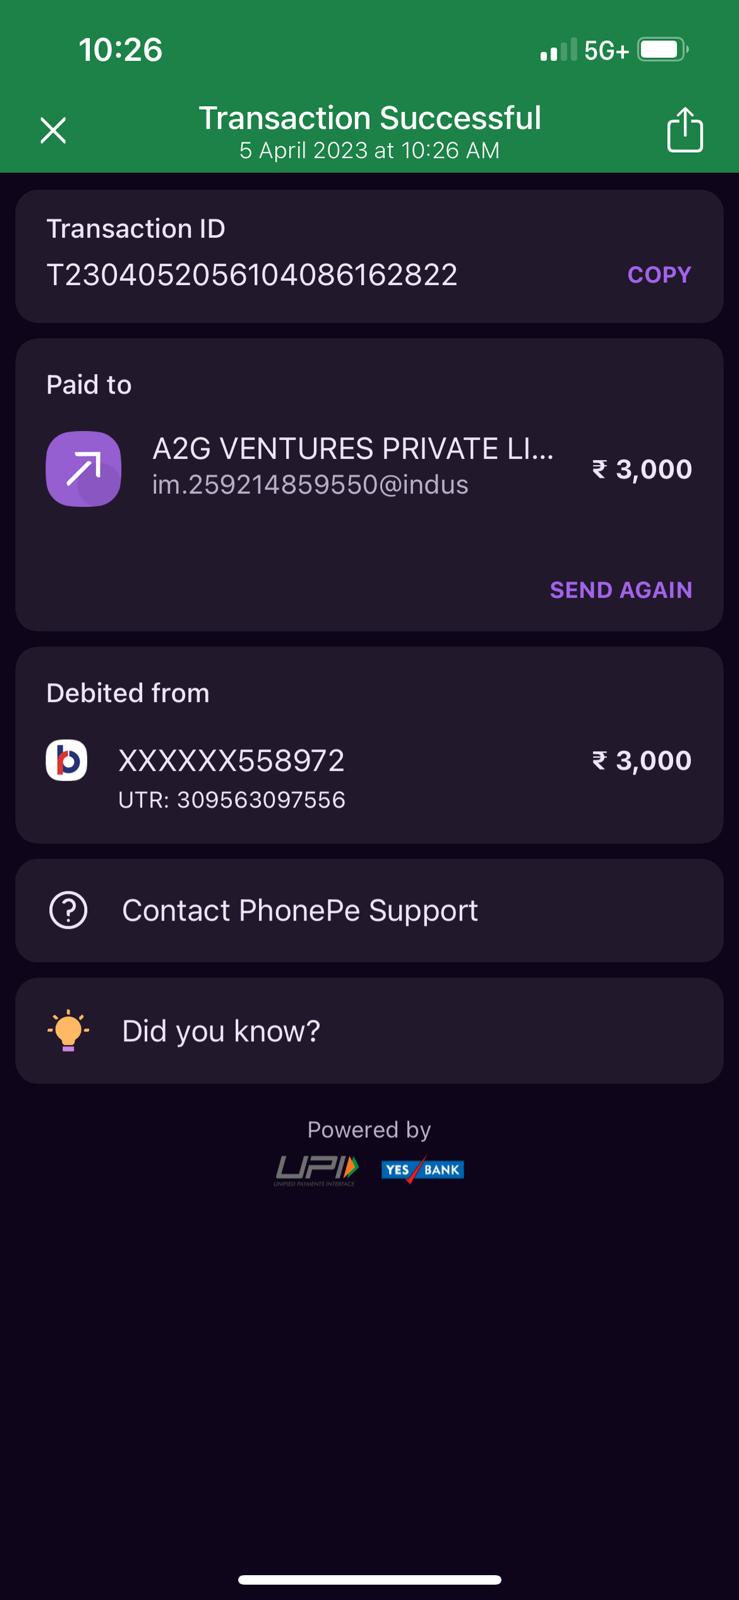 10:26
5G+
Transaction Successful
5 April 2023 at 10:26 AM
Transaction ID
T2304052056104086162822
COPY
Paid to
A2G VENTURES PRIVATE LI...
im.259214859550@indus
₹ 3,000
SEND AGAIN
Debited from
XXXXXX558972
₹ 3,000
UTR: 309563097556
Contact PhonePe Support
Did you know?
Powered by
UPI
UNIFIED PAYMENTS INTERFACE
YES BANK